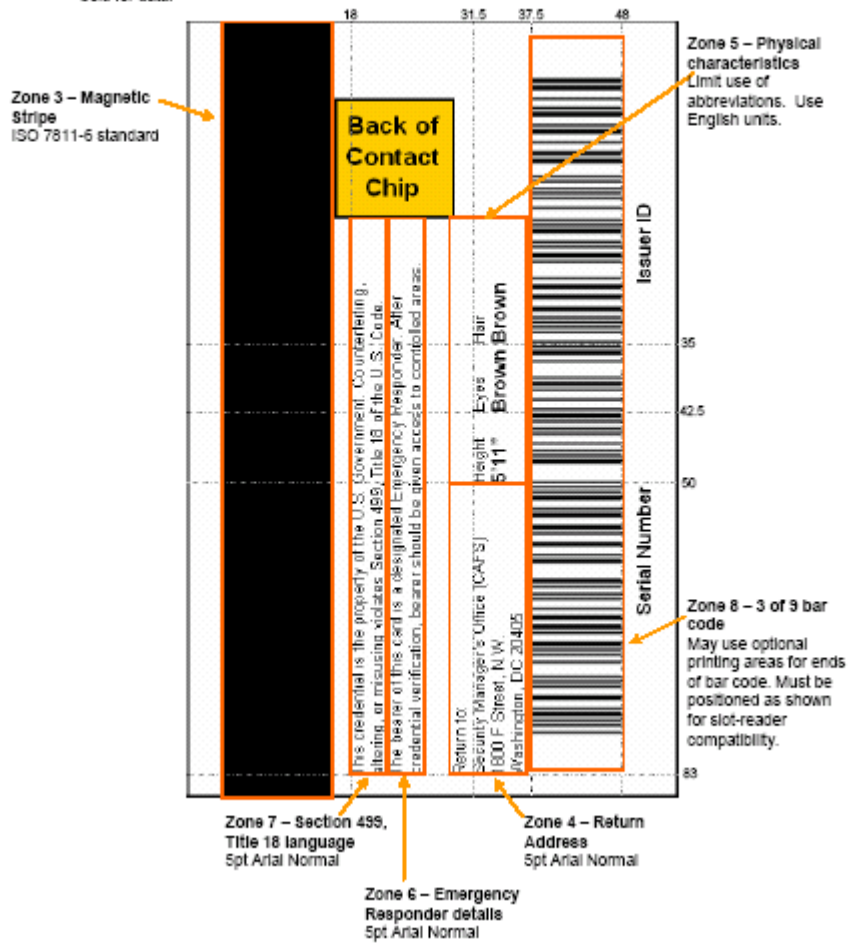 18
31.5
37.5
48
Zone 5 – Physical
characteristics
Limit use of
abbreviations. Use
English units.
Zone 3 – Magnetic
Stripe
ISO 7811-6 standard
Back of
Contact
Chip
Issuer ID
35
42.5
50
83
Height Eyes Hair
5'11" Brown Brown
This credential is the property of the U.S. Government. Counterfeiting,
altering, or misusing violates Section 499, Title 18 of the U.S. Code.
The bearer of this card is a designated Emergency Responder. After
credential verification, bearer should be given access to controlled areas.
Return to:
Security Manager's Office [CAFS]
1800 F Street, N.W.
Washington, DC 20405
Serial Number
Zone 8 – 3 of 9 bar
code
May use optional
printing areas for ends
of bar code. Must be
positioned as shown
for slot-reader
compatibility.
Zone 7 – Section 499,
Title 18 language
5pt Arial Normal
Zone 4 – Return
Address
5pt Arial Normal
Zone 6 – Emergency
Responder details
5pt Arial Normal